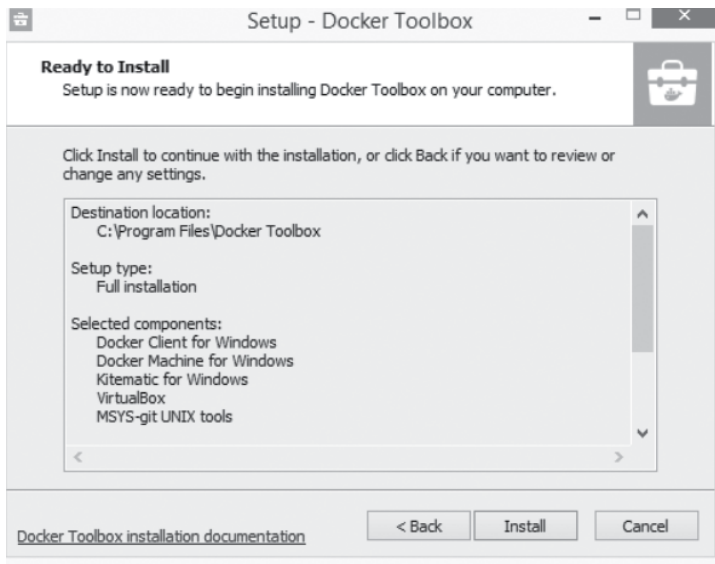 Setup - Docker Toolbox
Ready to Install
Setup is now ready to begin installing Docker Toolbox on your computer.
Click Install to continue with the installation, or click Back if you want to review or
change any settings.
Destination location:
C:\Program Files\Docker Toolbox
Setup type:
Full installation
Selected components:
Docker Client for Windows
Docker Machine for Windows
Kitematic for Windows
VirtualBox
MSYS-git UNIX tools
Docker Toolbox installation documentation
< Back
Install
Cancel